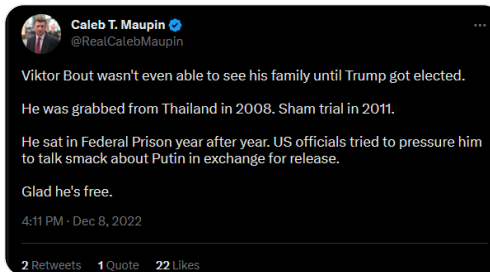 Caleb T. Maupin
@RealCalebMaupin
Viktor Bout wasn't even able to see his family until Trump got elected.
He was grabbed from Thailand in 2008. Sham trial in 2011.
He sat in Federal Prison year after year. US officials tried to pressure him
to talk smack about Putin in exchange for release.
Glad he's free.
4:11 PM · Dec 8, 2022
2 Retweets 1 Quote 22 Likes